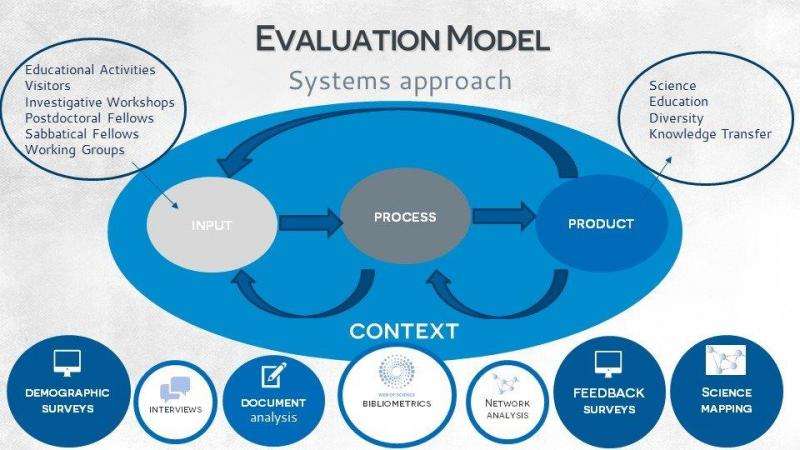 EVALUATION MODEL
Systems approach
Educational Activities
Visitors
Investigative Workshops
Postdoctoral Fellows
Sabbatical Fellows
Working Groups
Science
Education
Diversity
Knowledge Transfer
INPUT
PROCESS
PRODUCT
CONTEXT
DEMOGRAPHIC
SURVEYS
INTERVIEWS
DOCUMENT
analysis
WEB OF SCIENCE
BIBLIOMETRICS
NETWORK
ANALYSIS
FEEDBACK
SURVEYS
SCIENCE
MAPPING